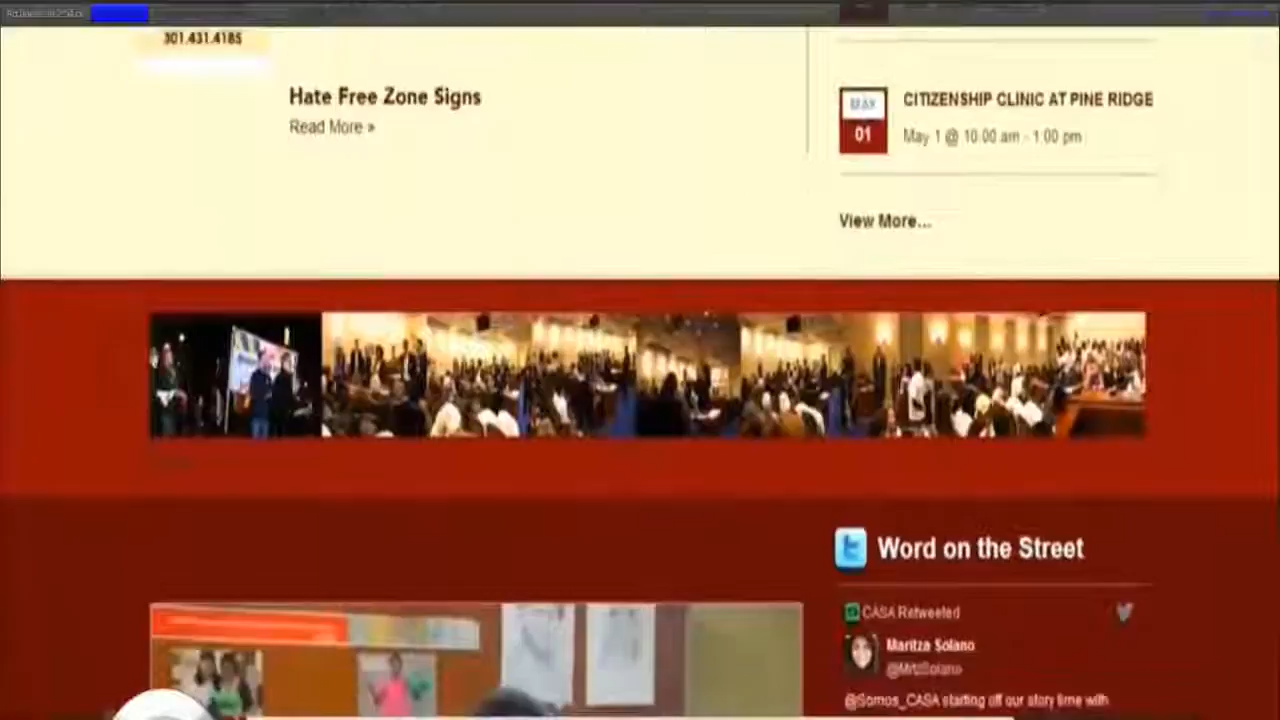 301.431.4185
Hate Free Zone Signs
Read More »
MAY
01
CITIZENSHIP CLINIC AT PINE RIDGE
May 1 @ 10:00 am - 1:00 pm
View More...
Word on the Street
CASA Retweeted
Maritza Solano
@MrtzSolano
@Somos_CASA starting off our story time with